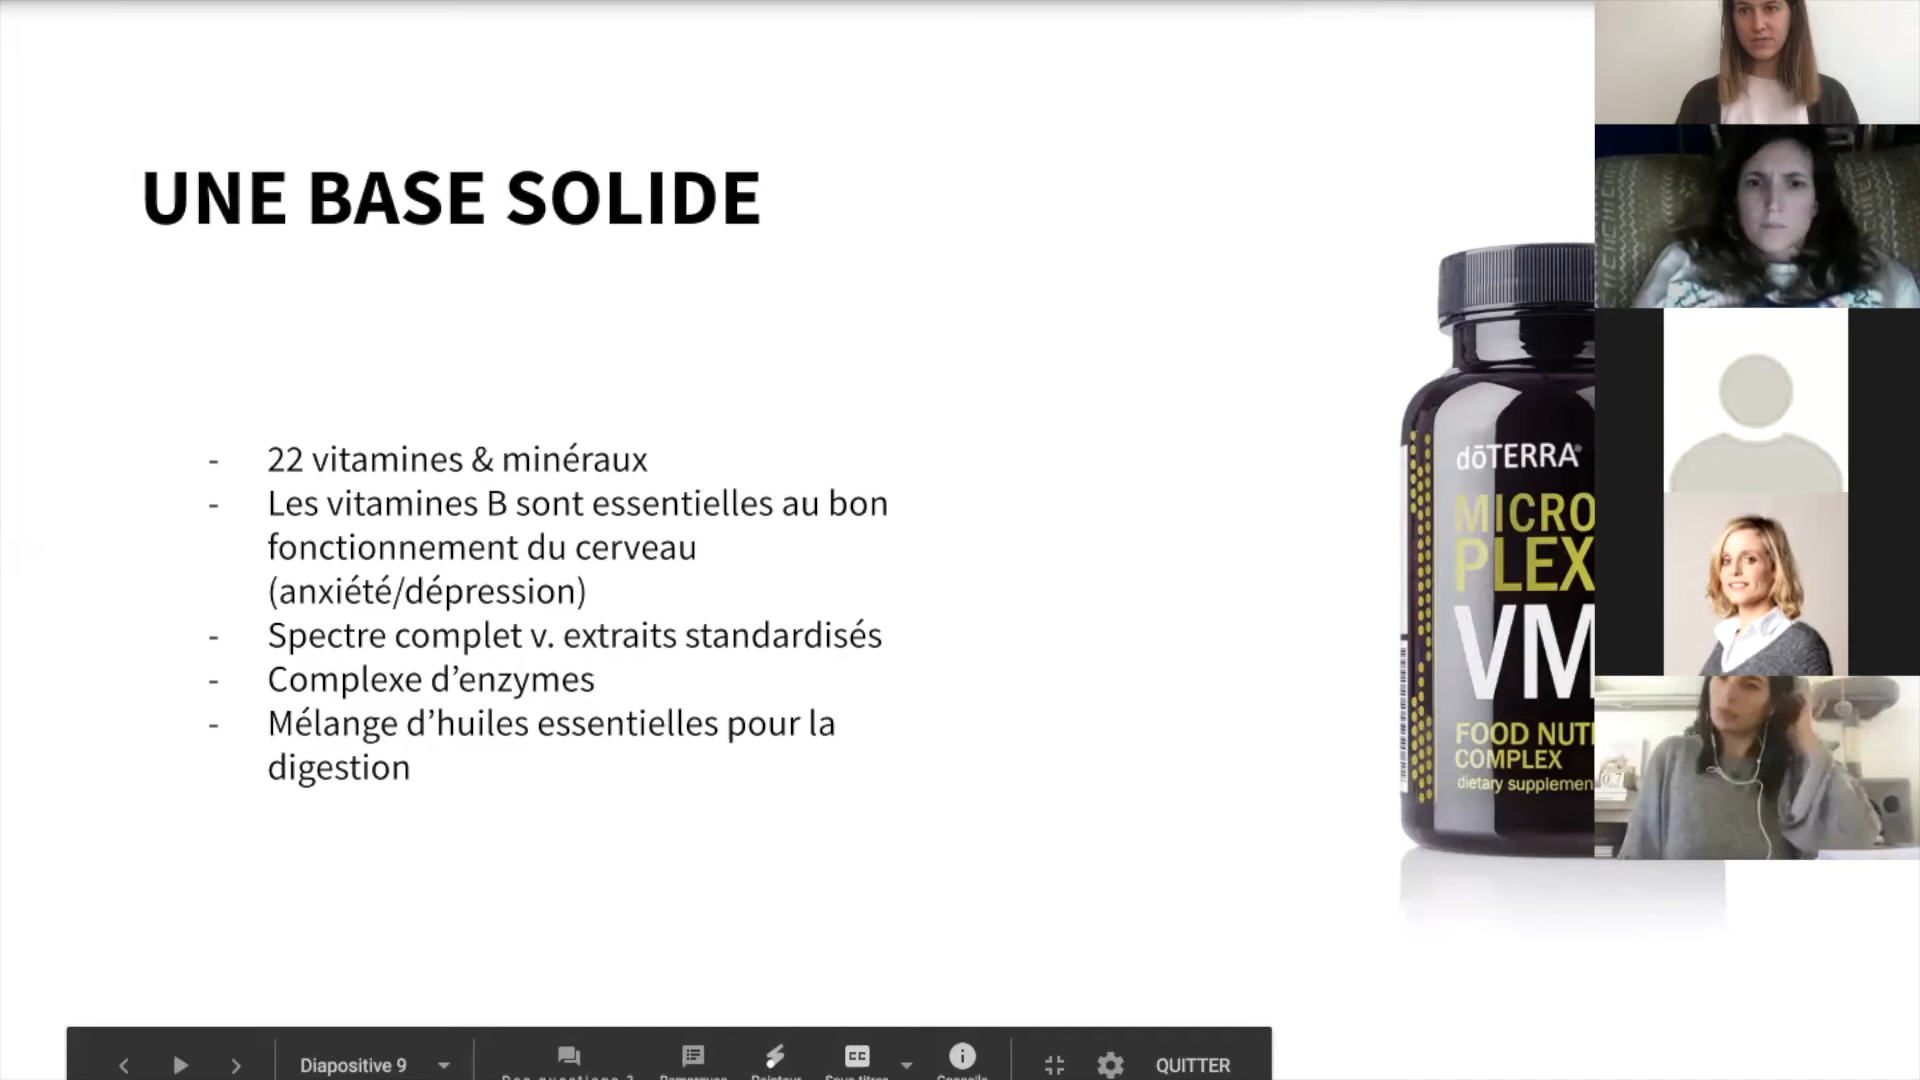 UNE BASE SOLIDE
- 22 vitamines & minéraux
- Les vitamines B sont essentielles au bon
fonctionnement du cerveau
(anxiété/dépression)
- Spectre complet v. extraits standardisés
- Complexe d’enzymes
- Mélange d’huiles essentielles pour la
digestion
dōTERRA®
MICRO
PLEX
VM
FOOD NUTR
COMPLEX
dietary supplemen
Diapositive 9
CC
QUITTER